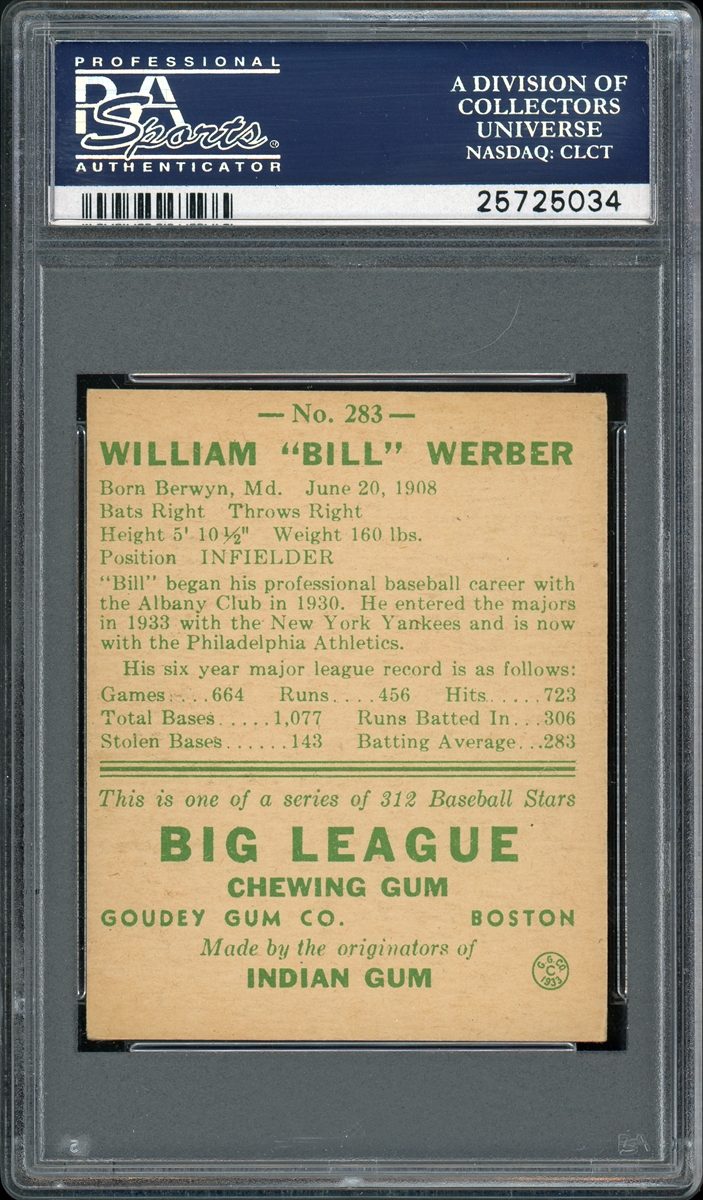 PROFESSIONAL
PSA
Sports®
AUTHENTICATOR
A DIVISION OF
COLLECTORS
UNIVERSE
NASDAQ: CLCT
25725034
— No. 283 —
WILLIAM "BILL" WERBER
Born Berwyn, Md. June 20, 1908
Bats Right Throws Right
Height 5' 10½" Weight 160 lbs.
Position INFIELDER
"Bill" began his professional baseball career with
the Albany Club in 1930. He entered the majors
in 1933 with the New York Yankees and is now
with the Philadelphia Athletics.
His six year major league record is as follows:
Games.....664 Runs....456 Hits......723
Total Bases.....1,077 Runs Batted In...306
Stolen Bases......143 Batting Average...283
This is one of a series of 312 Baseball Stars
BIG LEAGUE
CHEWING GUM
GOUDEY GUM CO. BOSTON
Made by the originators of
INDIAN GUM
G. G. CO.
C
1933
PSA